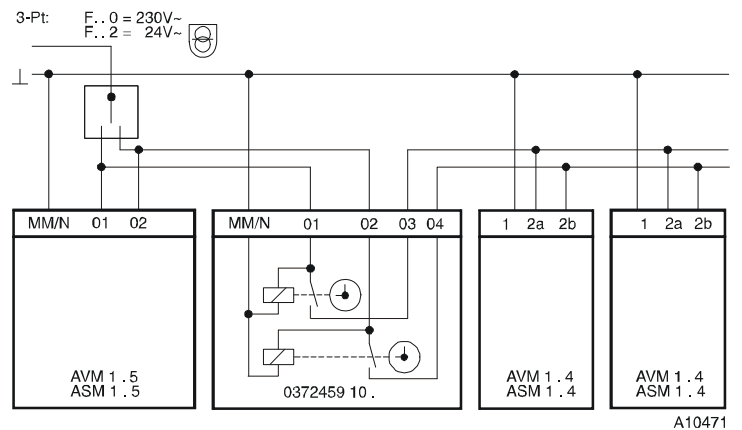 3-Pt: F . . 0 = 230V~
F . . 2 = 24V~
⊥
MM/N 01 02
MM/N 01 02 03 04
1 2a 2b
1 2a 2b
AVM 1 . 5
ASM 1 . 5
0372459 10 .
AVM 1 . 4
ASM 1 . 4
AVM 1 . 4
ASM 1 . 4
A10471